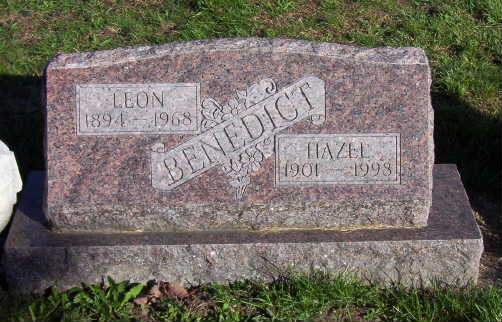 LEON
1894 — 1968
BENEDICT
HAZEL
1901 — 1998